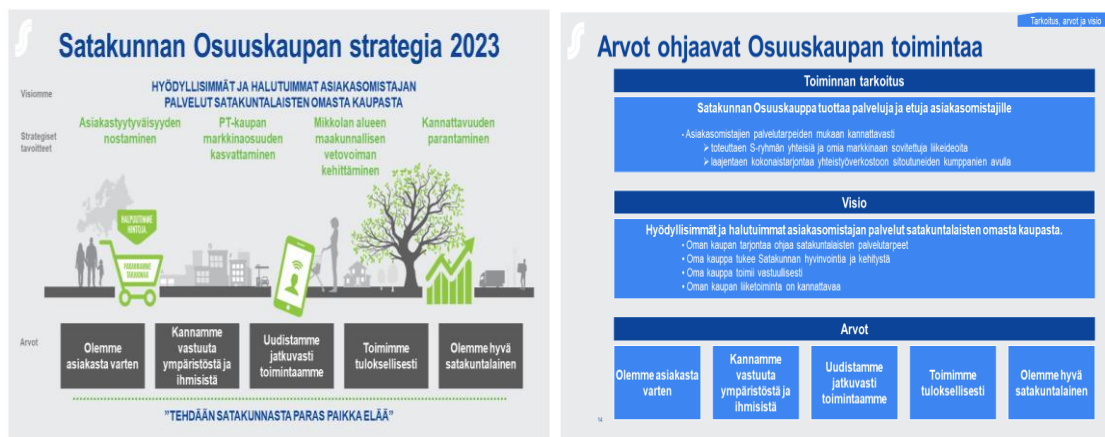 Satakunnan Osuuskaupan strategia 2023
Visiomme
HYÖDYLLISIMMÄT JA HALUTUIMMAT ASIAKASOMISTAJAN
PALVELUT SATAKUNTALAISTEN OMASTA KAUPASTA
Strategiset
tavoitteet
Asiakastyytyväisyyden
nostaminen
PT-kaupan
markkinaosuuden
kasvattaminen
Mikkolan alueen
maakunnallisen
vetovoiman
kehittäminen
Kannattavuuden
parantaminen
HALPUUTIMME
HINTOJA
Arvot
Olemme
asiakasta varten
Kannamme
vastuuta
ympäristöstä ja
ihmisistä
Uudistamme
jatkuvasti
toimintaamme
Toimimme
tuloksellisesti
Olemme hyvä
satakuntalainen
”TEHDÄÄN SATAKUNNASTA PARAS PAIKKA ELÄÄ”
Tarkoitus, arvot ja visio
Arvot ohjaavat Osuuskaupan toimintaa
Toiminnan tarkoitus
Satakunnan Osuuskauppa tuottaa palveluja ja etuja asiakasomistajille
• Asiakasomistajien palvelutarpeiden mukaan kannattavasti
➢ toteuttaen S-ryhmän yhteisiä ja omia markkinaan sovitettuja liikeideoita
➢ laajentaen kokonaistarjontaa yhteistyöverkostoon sitoutuneiden kumppanien avulla
Visio
Hyödyllisimmät ja halutuimmat asiakasomistajan palvelut satakuntalaisten omasta kaupasta.
• Oman kaupan tarjontaa ohjaa satakuntalaisten palvelutarpeet
• Oma kauppa tukee Satakunnan hyvinvointia ja kehitystä
• Oma kauppa toimii vastuullisesti
• Oman kaupan liiketoiminta on kannattavaa
Arvot
Olemme asiakasta
varten
Kannamme
vastuuta
ympäristöstä ja
ihmisistä
Uudistamme
jatkuvasti
toimintaamme
Toimimme
tuloksellisesti
Olemme hyvä
satakuntalainen